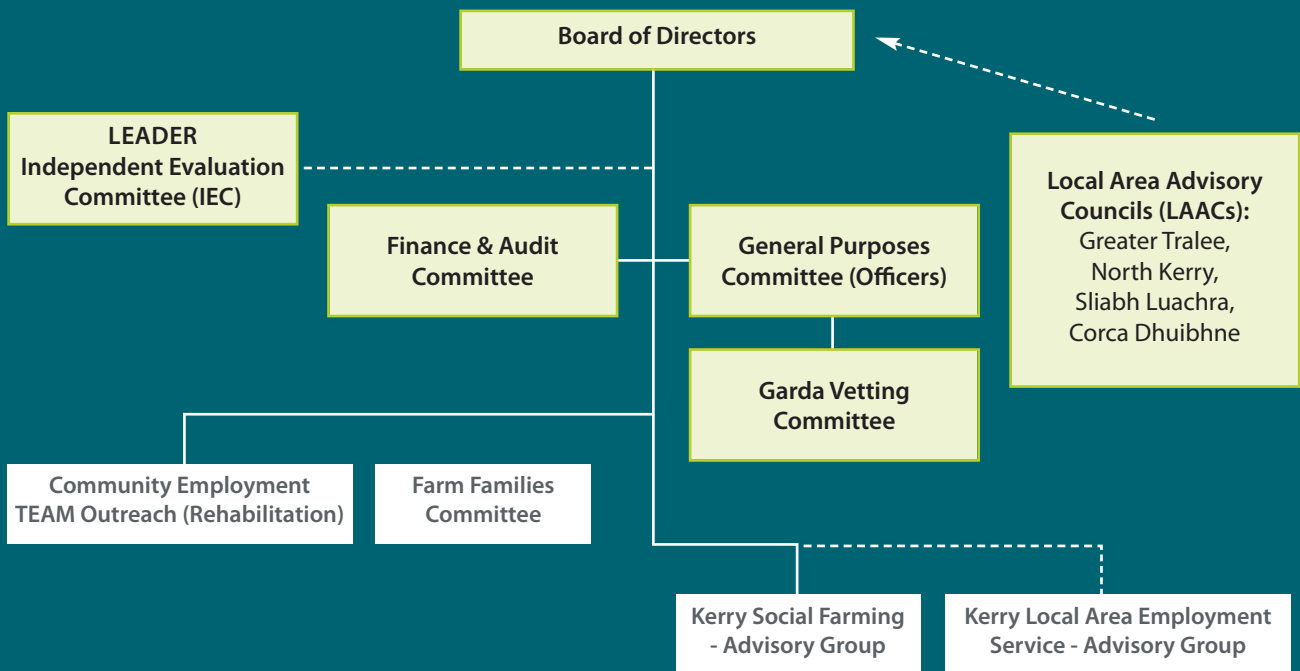 Board of Directors
LEADER
Independent Evaluation
Committee (IEC)
Finance & Audit
Committee
General Purposes
Committee (Officers)
Local Area Advisory
Councils (LAACs):
Greater Tralee,
North Kerry,
Sliabh Luachra,
Corca Dhuibhne
Garda Vetting
Committee
Community Employment
TEAM Outreach (Rehabilitation)
Farm Families
Committee
Kerry Social Farming
- Advisory Group
Kerry Local Area Employment
Service - Advisory Group